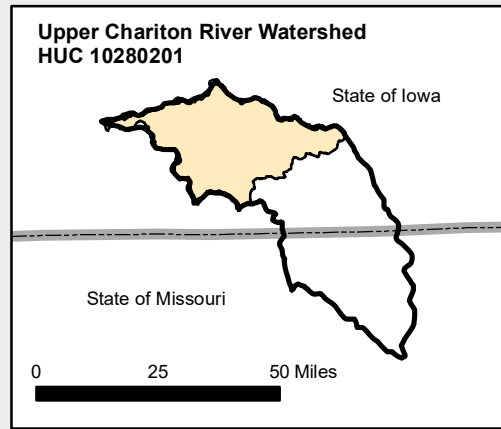 Upper Chariton River Watershed
HUC 10280201
State of Iowa
State of Missouri
0 25 50 Miles